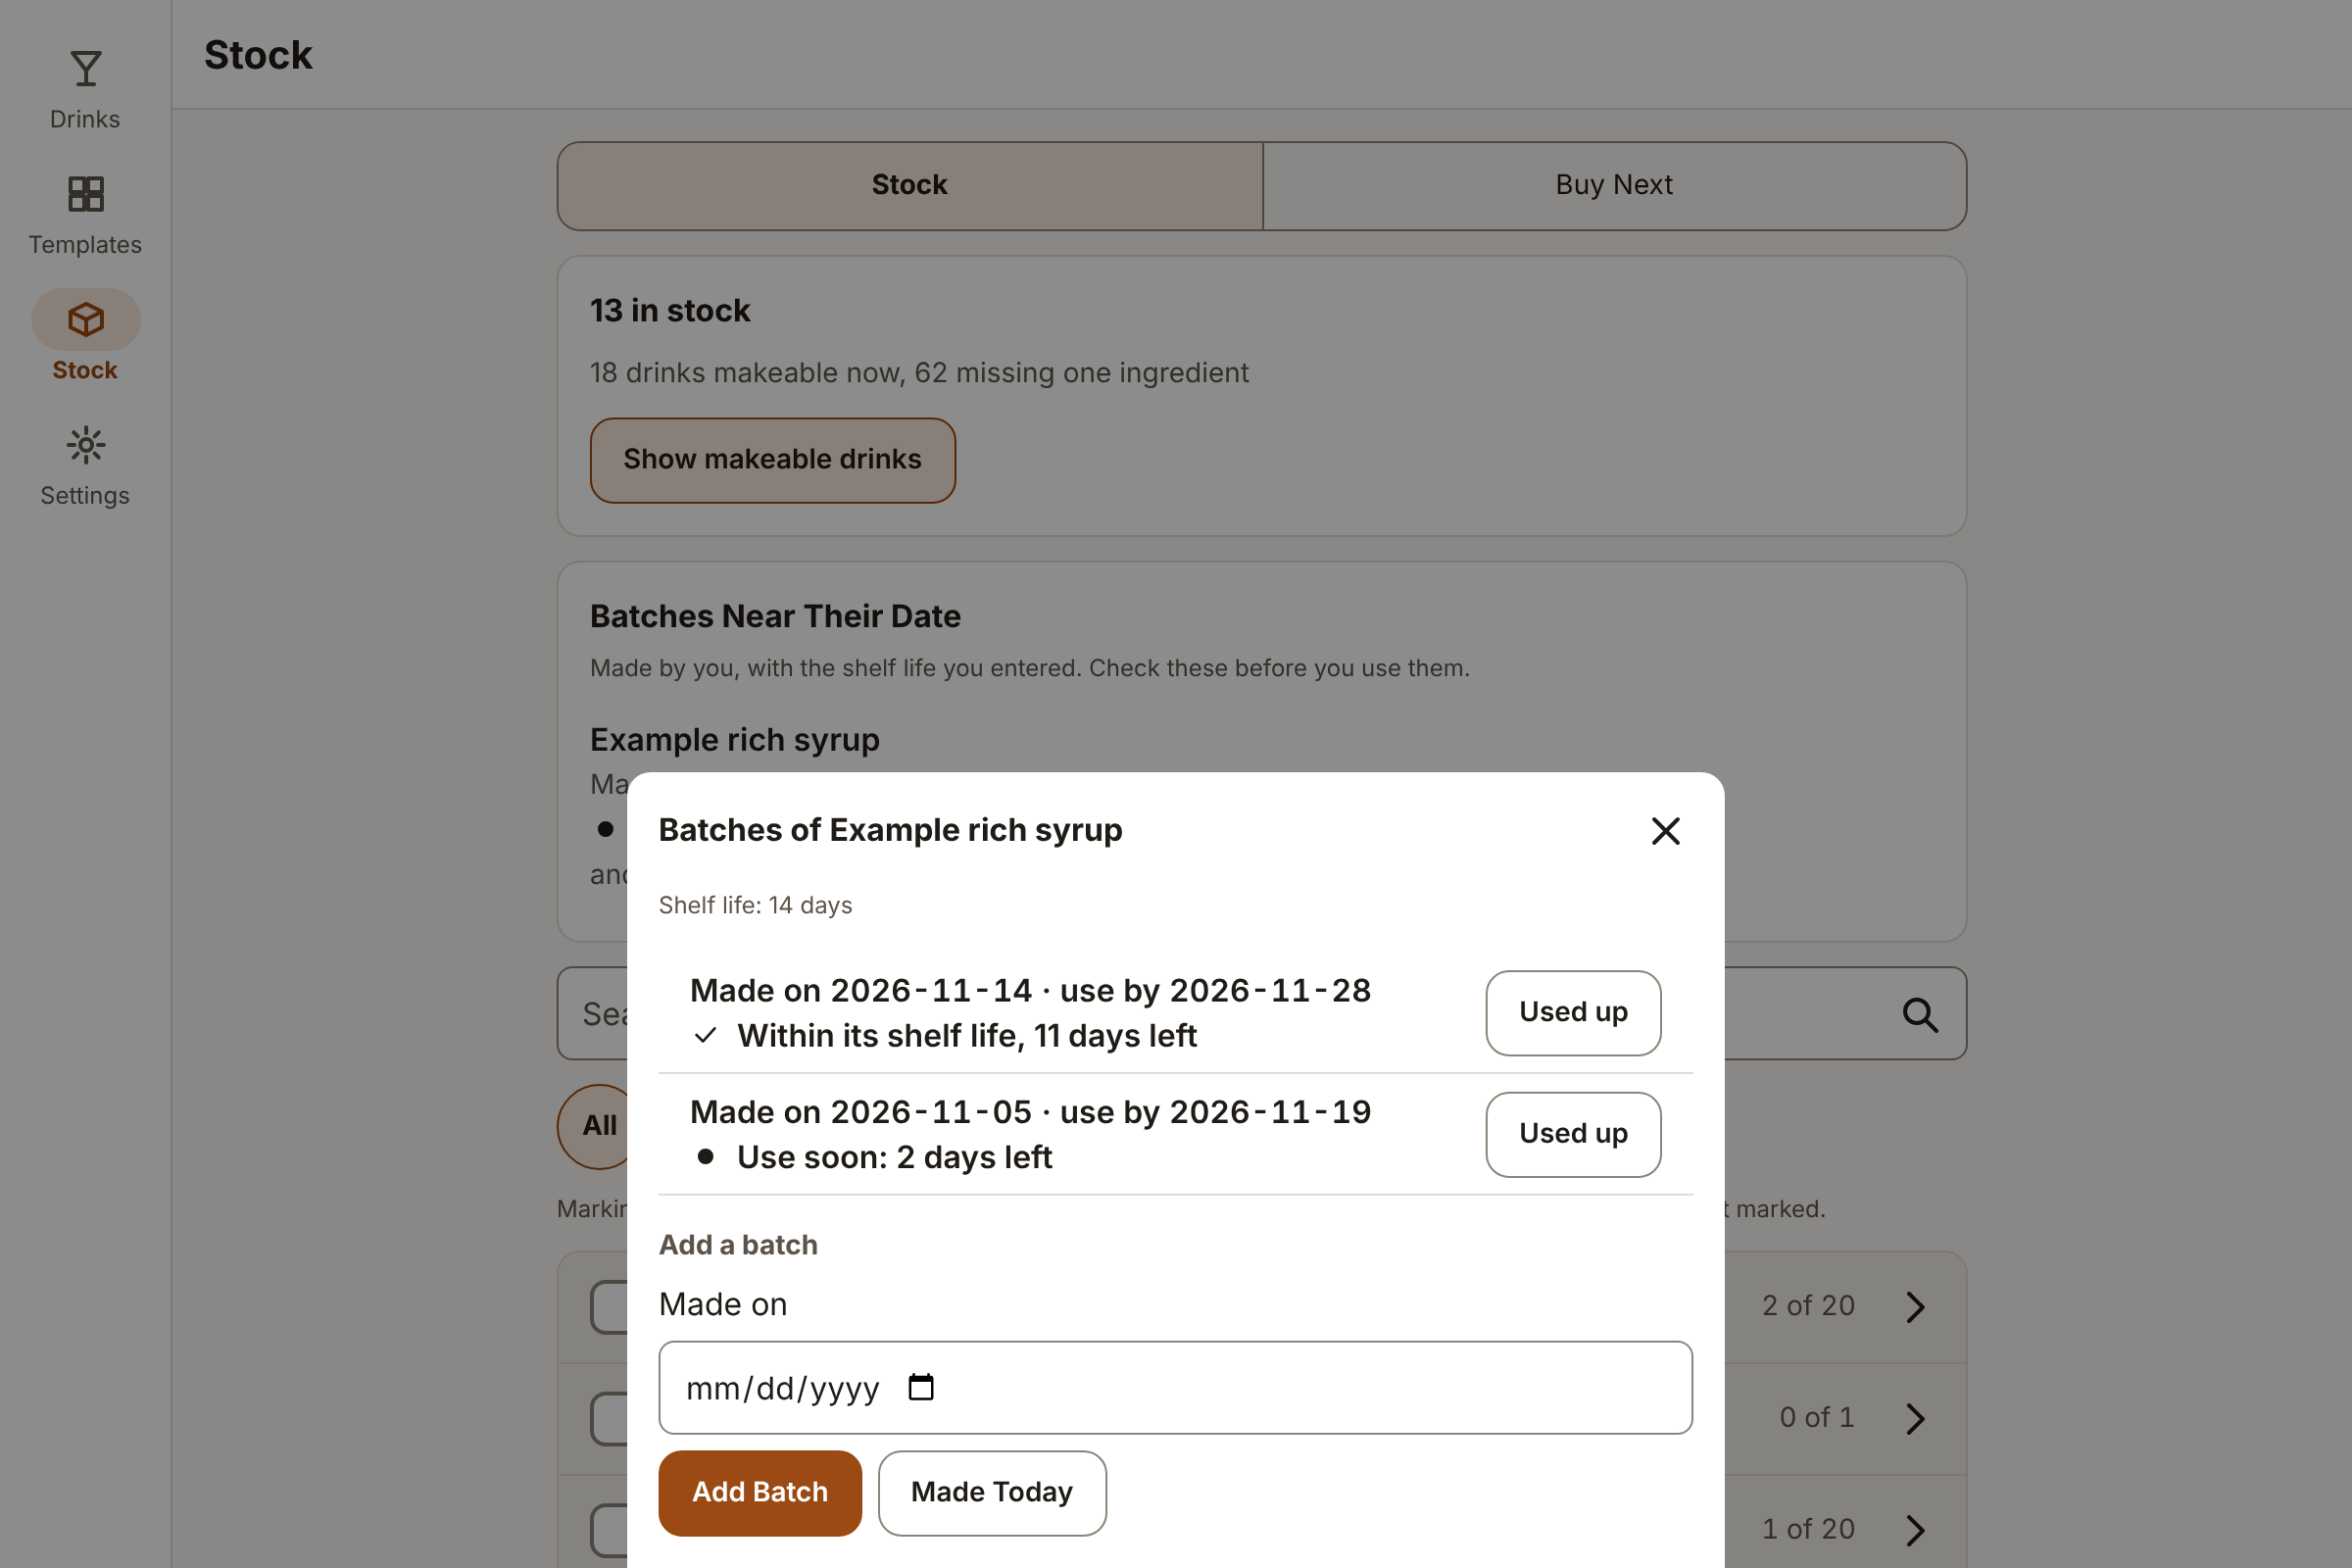 Stock
Drinks
Templates
Stock
Settings
Stock
Buy Next
13 in stock
18 drinks makeable now, 62 missing one ingredient
Show makeable drinks
Batches Near Their Date
Made by you, with the shelf life you entered. Check these before you use them.
Example rich syrup
Batches of Example rich syrup
Shelf life: 14 days
Made on 2026-11-14 · use by 2026-11-28
Used up
Within its shelf life, 11 days left
Made on 2026-11-05 · use by 2026-11-19
Used up
Use soon: 2 days left
Add a batch
Made on
mm/dd/yyyy
Add Batch
Made Today
All
marked.
2 of 20
0 of 1
1 of 20